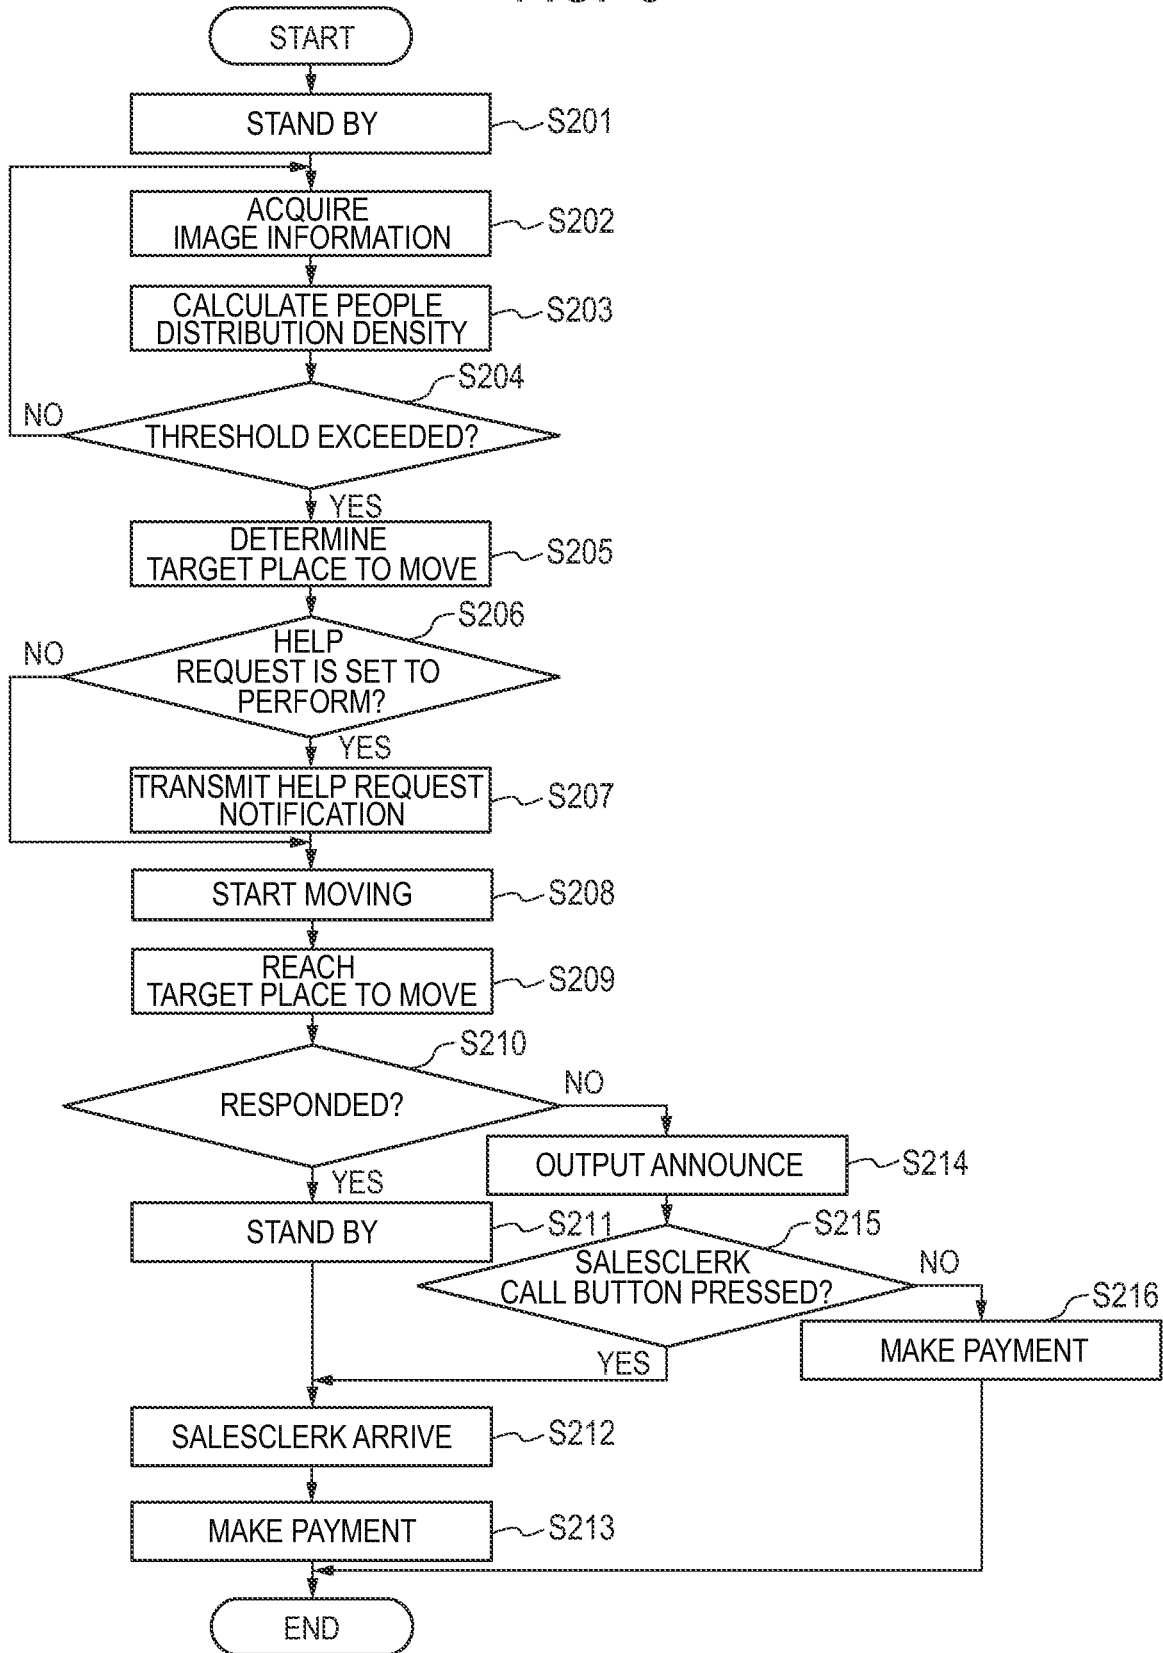 START
STAND BY
S201
ACQUIRE
IMAGE INFORMATION
S202
CALCULATE PEOPLE
DISTRIBUTION DENSITY
S203
S204
NO
THRESHOLD EXCEEDED?
YES
DETERMINE
TARGET PLACE TO MOVE
S205
S206
NO
HELP
REQUEST IS SET TO
PERFORM?
YES
TRANSMIT HELP REQUEST
NOTIFICATION
S207
START MOVING
S208
REACH
TARGET PLACE TO MOVE
S209
S210
RESPONDED?
NO
YES
OUTPUT ANNOUNCE
S214
STAND BY
S211
S215
SALESCLERK
CALL BUTTON PRESSED?
NO
YES
S216
MAKE PAYMENT
SALESCLERK ARRIVE
S212
MAKE PAYMENT
S213
END